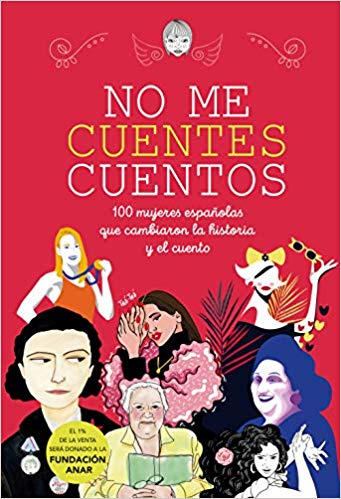 NO ME
CUENTES
CUENTOS
100 mujeres españolas
que cambiaron la historia
y el cuento
EL 1%
DE LA VENTA
SERÁ DONADO A LA
FUNDACIÓN
ANAR